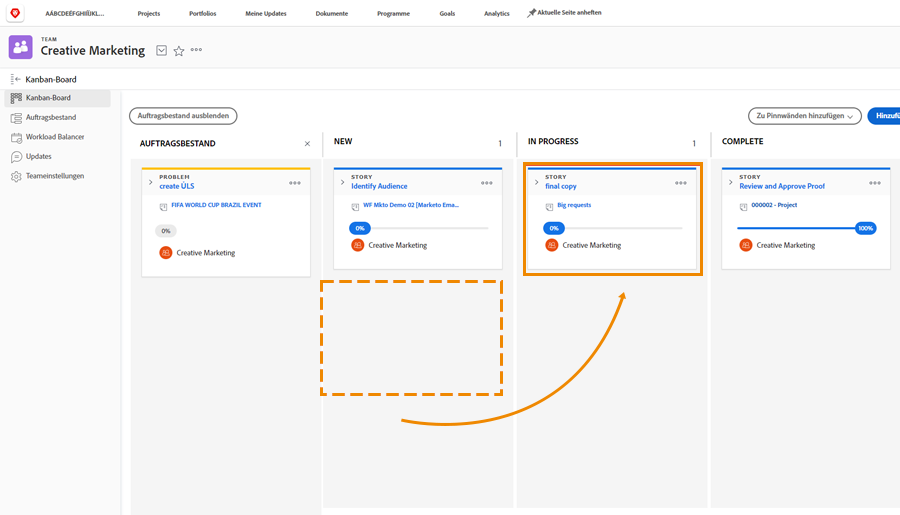 AÁBCDEÉFGHIÍÏJKL...
Projects
Portfolios
Meine Updates
Dokumente
Programme
Goals
Analytics
Aktuelle Seite anheften
TEAM
Creative Marketing
Kanban-Board
Kanban-Board
Auftragsbestand
Workload Balancer
Updates
Teameinstellungen
Auftragsbestand ausblenden
Zu Pinnwänden hinzufügen
AUFTRAGSBESTAND
PROBLEM
create ÜLS
FIFA WORLD CUP BRAZIL EVENT
0%
Creative Marketing
NEW 1
STORY
Identify Audience
WF Mkto Demo 02 [Marketo Ema...
0%
Creative Marketing
IN PROGRESS 1
STORY
final copy
Big requests
0%
Creative Marketing
COMPLETE
STORY
Review and Approve Proof
000002 - Project
100%
Creative Marketing